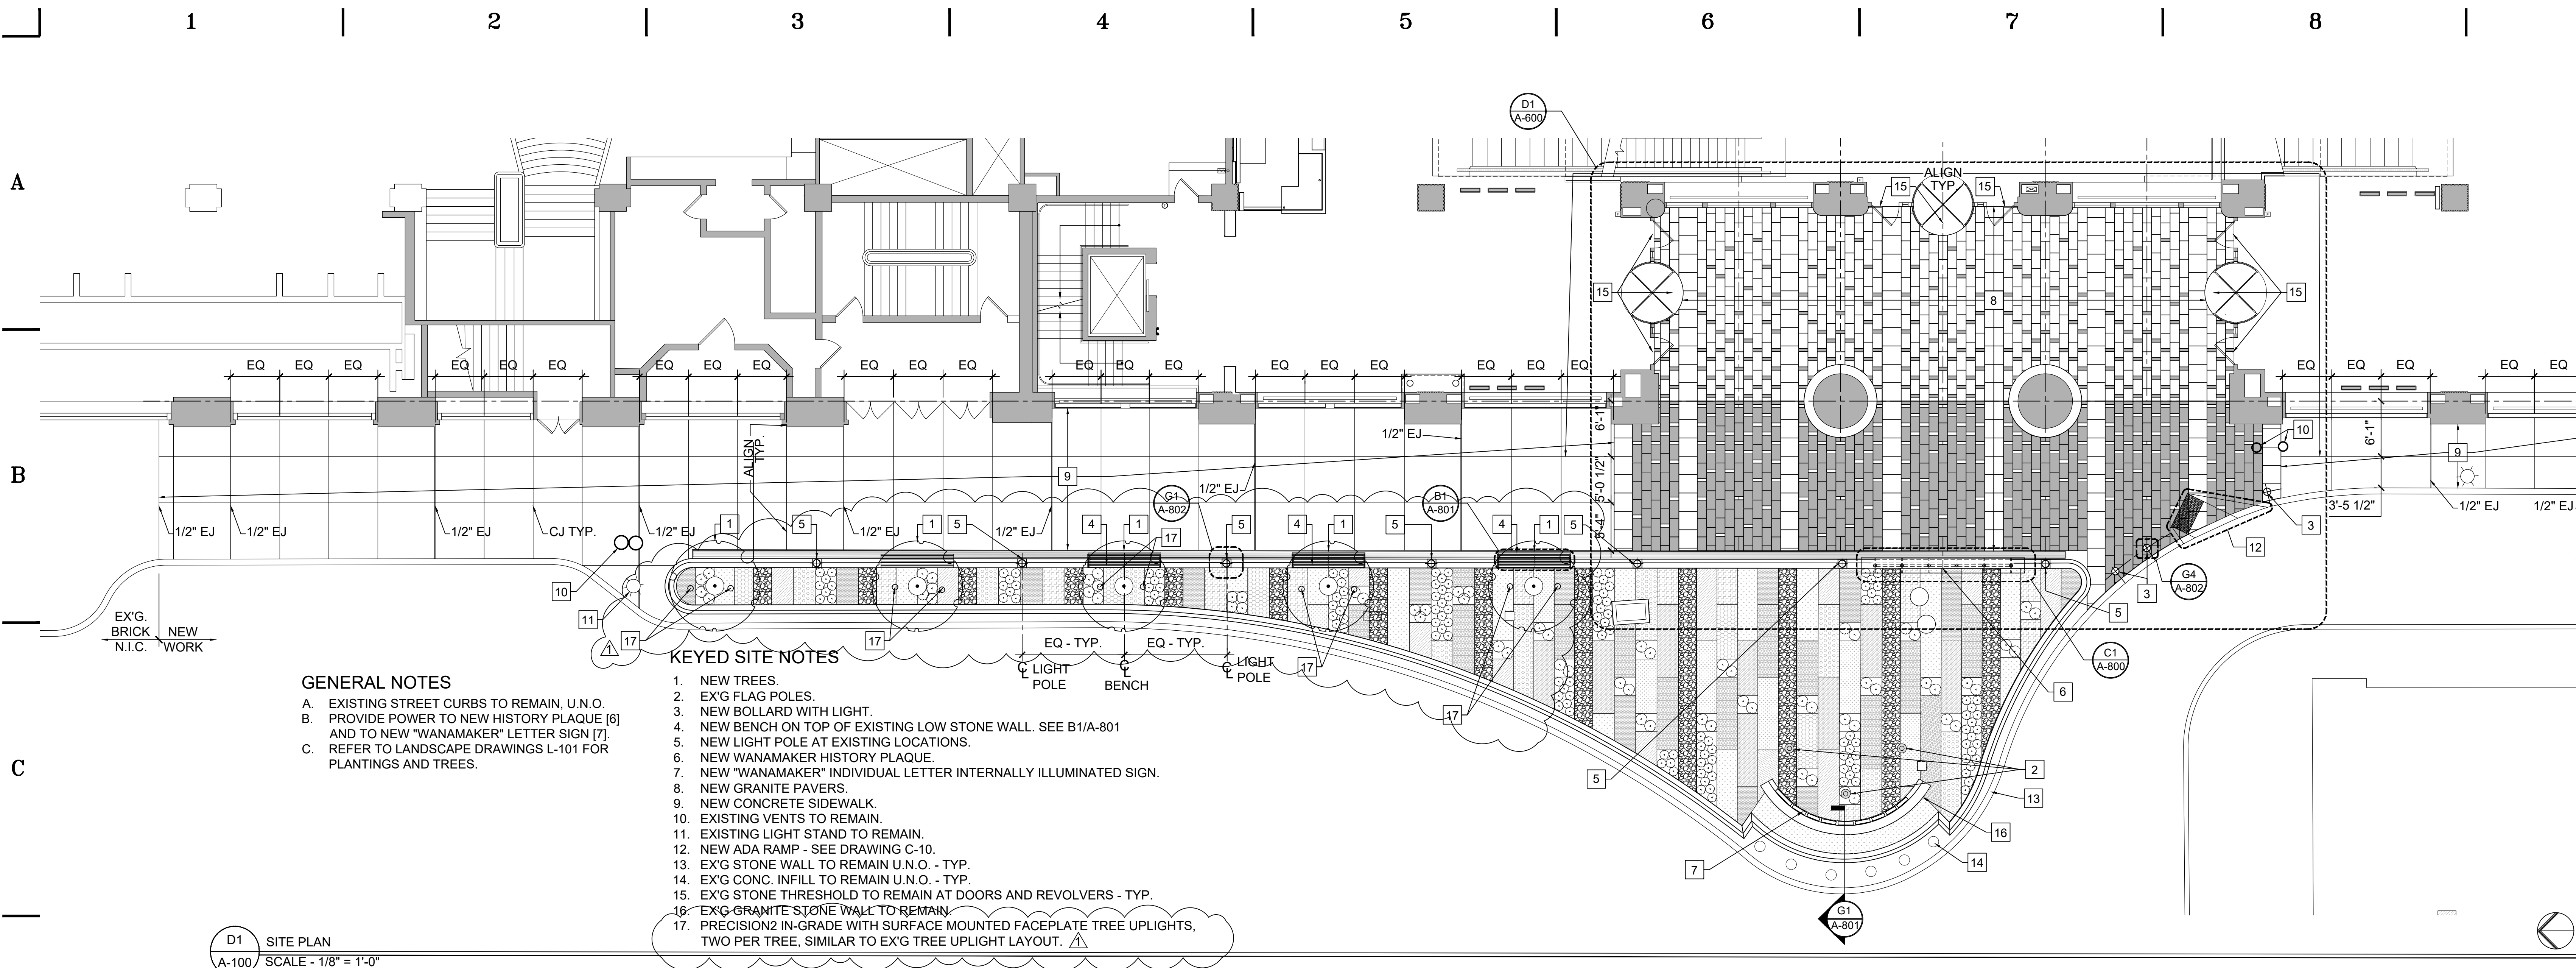 1 2 3 4 5 6 7 8
A
B
C
D1
A-600
ALIGN
TYP
15
15
15
15
8
EQ EQ EQ
EQ EQ EQ
EQ EQ EQ
EQ EQ EQ
EQ EQ EQ
EQ EQ EQ
EQ EQ EQ
EQ EQ EQ
EQ EQ
6'-1"
5'-0 1/2"
6'-1"
3'-5 1/2"
ALIGN
TYP.
1/2" EJ
1/2" EJ
9
9
10
G1
A-802
B1
A-801
1/2" EJ
1/2" EJ
1/2" EJ
CJ TYP.
1/2" EJ
1/2" EJ
1/2" EJ
1/2" EJ
1/2" EJ
1
5
1
5
4
1
17
5
4
1
5
4
1
5
3
12
G4
A-802
3
5
C1
A-800
6
10
11
1
17
17
17
17
EX'G.
BRICK
N.I.C.
NEW
WORK
EQ - TYP.
EQ - TYP.
CL LIGHT
POLE
CL
BENCH
CL LIGHT
POLE
5
2
13
16
14
7
G1
A-801
GENERAL NOTES
A. EXISTING STREET CURBS TO REMAIN, U.N.O.
B. PROVIDE POWER TO NEW HISTORY PLAQUE [6]
AND TO NEW "WANAMAKER" LETTER SIGN [7].
C. REFER TO LANDSCAPE DRAWINGS L-101 FOR
PLANTINGS AND TREES.
KEYED SITE NOTES
1. NEW TREES.
2. EX'G FLAG POLES.
3. NEW BOLLARD WITH LIGHT.
4. NEW BENCH ON TOP OF EXISTING LOW STONE WALL. SEE B1/A-801
5. NEW LIGHT POLE AT EXISTING LOCATIONS.
6. NEW WANAMAKER HISTORY PLAQUE.
7. NEW "WANAMAKER" INDIVIDUAL LETTER INTERNALLY ILLUMINATED SIGN.
8. NEW GRANITE PAVERS.
9. NEW CONCRETE SIDEWALK.
10. EXISTING VENTS TO REMAIN.
11. EXISTING LIGHT STAND TO REMAIN.
12. NEW ADA RAMP - SEE DRAWING C-10.
13. EX'G STONE WALL TO REMAIN U.N.O. - TYP.
14. EX'G CONC. INFILL TO REMAIN U.N.O. - TYP.
15. EX'G STONE THRESHOLD TO REMAIN AT DOORS AND REVOLVERS - TYP.
16. EX'G GRANITE STONE WALL TO REMAIN.
17. PRECISION2 IN-GRADE WITH SURFACE MOUNTED FACEPLATE TREE UPLIGHTS,
TWO PER TREE, SIMILAR TO EX'G TREE UPLIGHT LAYOUT. 1
D1
A-100
SITE PLAN
SCALE - 1/8" = 1'-0"